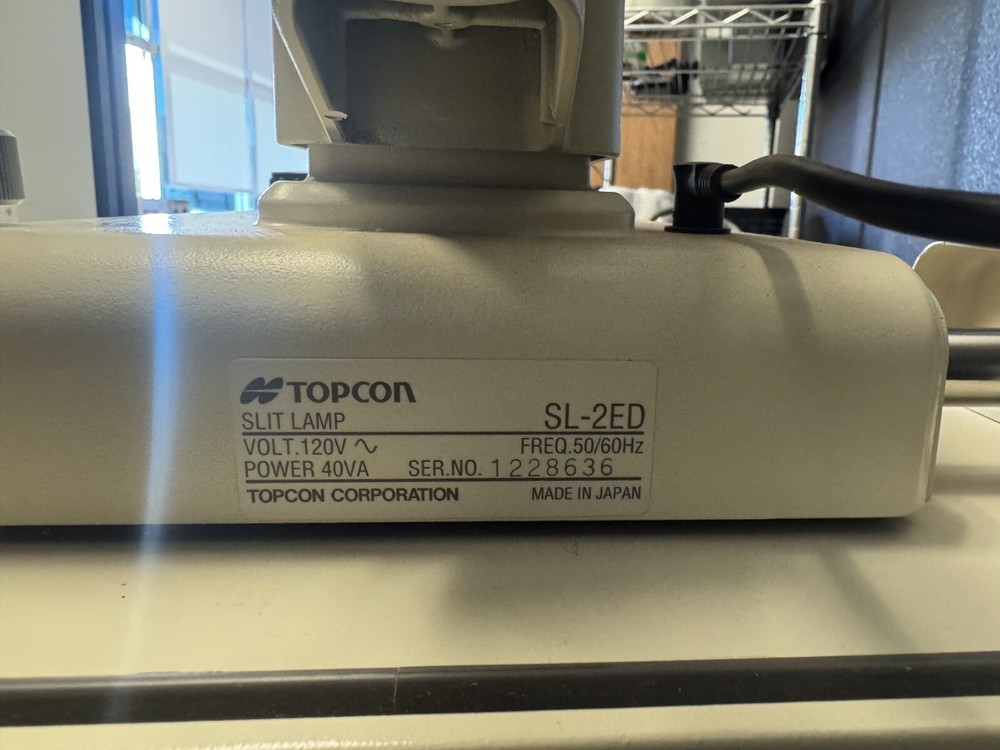 TOPCON
SLIT LAMP SL-2ED
VOLT.120V ∿ FREQ.50/60Hz
POWER 40VA SER.NO. 1228636
TOPCON CORPORATION MADE IN JAPAN